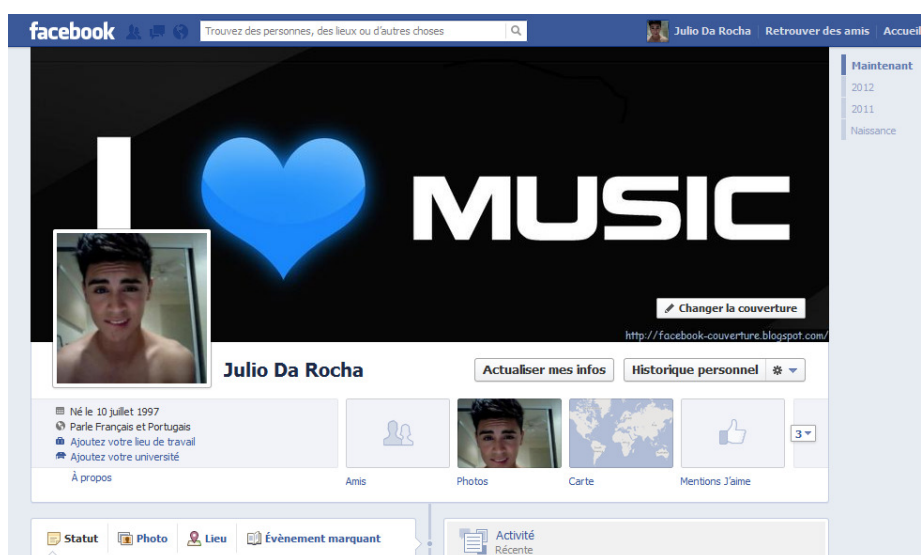 facebook
Trouvez des personnes, des lieux ou d'autres choses
Julio Da Rocha
Retrouver des amis
Accueil
Maintenant
2012
2011
Naissance
I MUSIC
Changer la couverture
http://facebook-couverture.blogspot.com/
Julio Da Rocha
Actualiser mes infos
Historique personnel
Né le 10 juillet 1997
Parle Français et Portugais
Ajoutez votre lieu de travail
Ajoutez votre université
À propos
Amis
Photos
Carte
Mentions J'aime
3
Statut
Photo
Lieu
Évènement marquant
Activité
Récente